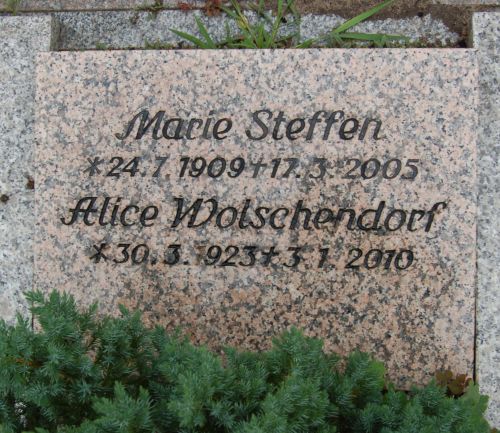 Marie Steffen
*24.7.1909+17.3.2005
Alice Wolschendorf
*30.3.923+3.1.2010